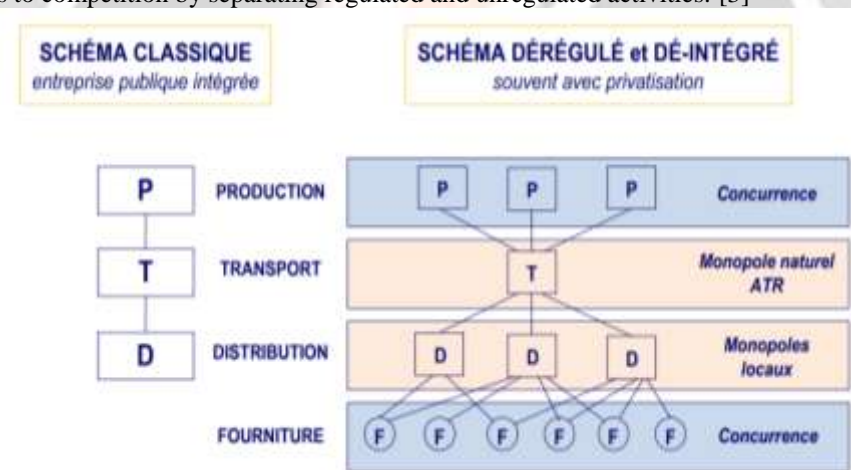 s to competition by separating regulated and unregulated activities. [3]
SCHÉMA CLASSIQUE
entreprise publique intégrée
SCHÉMA DÉRÉGULÉ et DÉ-INTÉGRÉ
souvent avec privatisation
P PRODUCTION P P P Concurrence
T TRANSPORT T Monopole naturel
ATR
D DISTRIBUTION D D D Monopoles
locaux
FOURNITURE F F F F F F Concurrence